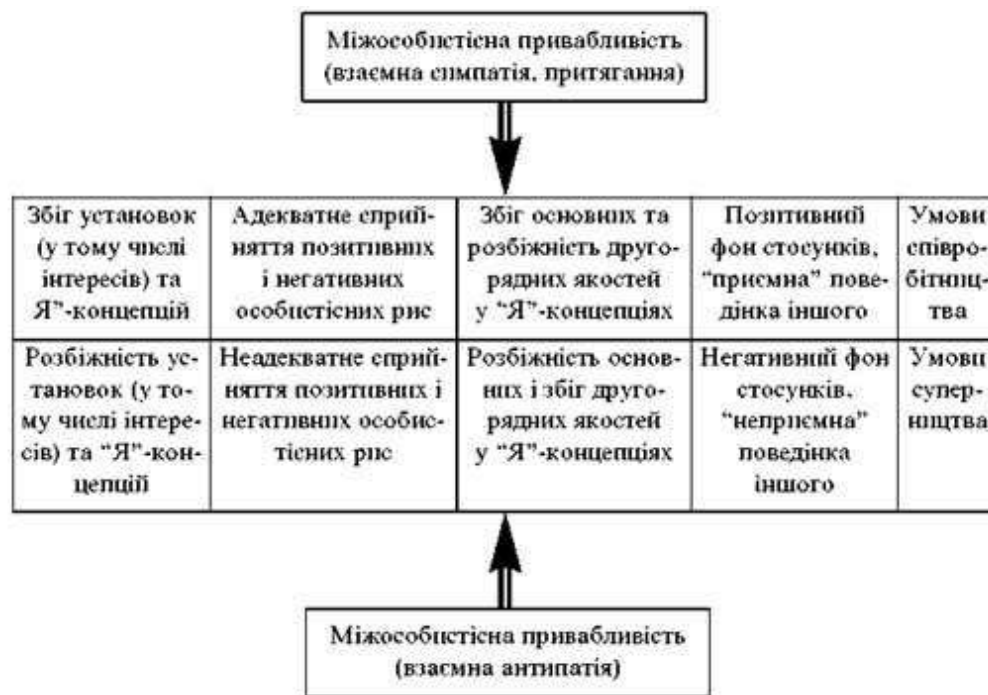 Міжособистісна привабливість
(взаємна симпатія, притягання)
Збіг установок
(у тому числі
інтересів) та
Я”-концепцій
Адекватне сприй-
няття позитивних
і негативних
особистісних рис
Збіг основних та
розбіжність друго-
рядних якостей
у “Я”-концепціях
Позитивний
фон стосунків,
“приємна” пове-
дінка іншого
Умови
співро-
бітниц-
тва
Розбіжність ус-
тановок (у то-
му числі інтере-
сів) та “Я”-кон-
цепцій
Неадекватне сприй-
няття позитивних і
негативних особис-
тісних рис
Розбіжність основ-
них і збіг друго-
рядних якостей
у “Я”-концепціях
Негативний фон
стосунків,
“неприємна”
поведінка
іншого
Умови
супер-
ництва
Міжособистісна привабливість
(взаємна антипатія)